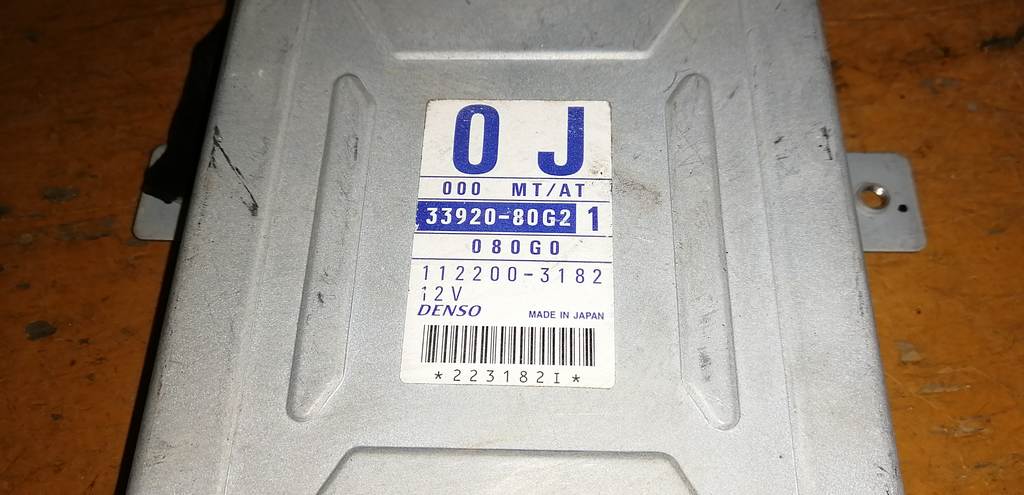 0 J
000 MT/AT
33920-80G2 1
080G0
112200-3182
12V
DENSO MADE IN JAPAN
*223182I*